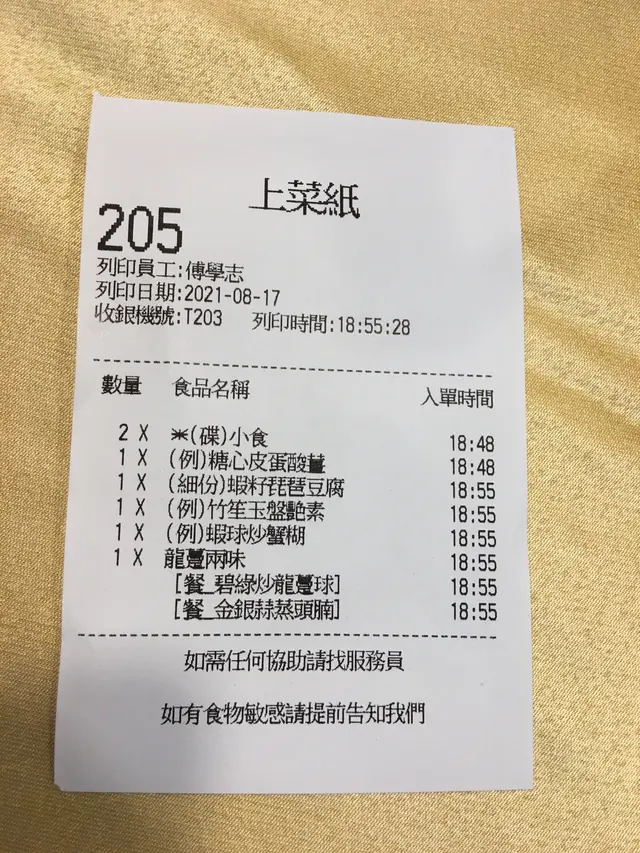 上菜紙
205
列印員工:傅學志
列印日期:2021-08-17
收銀機號:T203 列印時間:18:55:28
數量 食品名稱 入單時間
2 X 米(碟)小食 18:48
1 X (例)糖心皮蛋酸薑 18:48
1 X (細份)蝦籽琵琶豆腐 18:55
1 X (例)竹笙玉盤艷素 18:55
1 X (例)蝦球炒蟹糊 18:55
1 X 龍躉兩味 18:55
[餐_碧綠炒龍躉球] 18:55
[餐_金銀蒜蒸頭腩] 18:55
如需任何協助請找服務員
如有食物敏感請提前告知我們